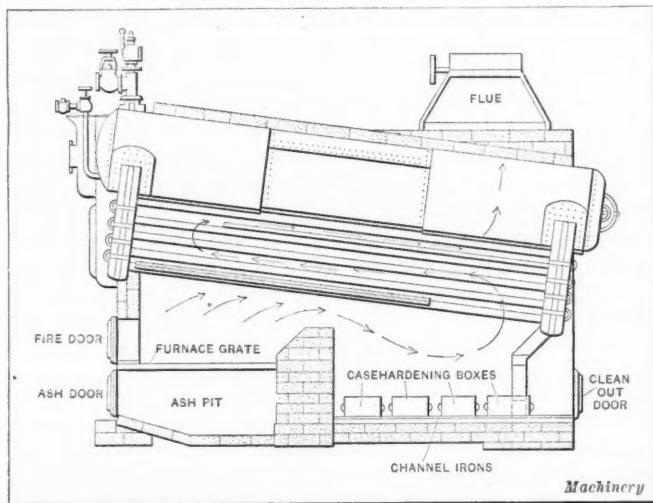 FLUE
FIRE DOOR
FURNACE GRATE
ASH DOOR
ASH PIT
CASEHARDENING BOXES
CLEAN
OUT
DOOR
CHANNEL IRONS
Machinery